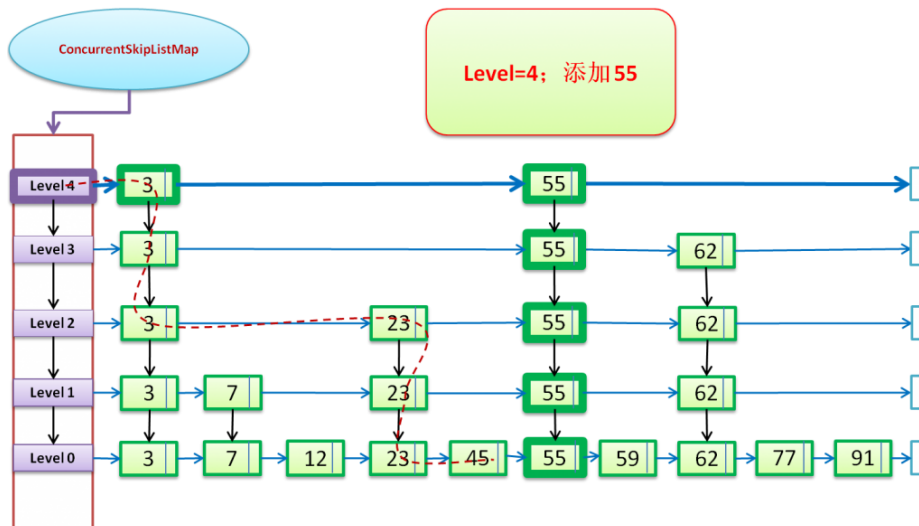 ConcurrentSkipListMap
Level=4；添加55
Level 4 3 55
Level 3 3 55 62
Level 2 3 23 55 62
Level 1 3 7 23 55 62
Level 0 3 7 12 23 45 55 59 62 77 91